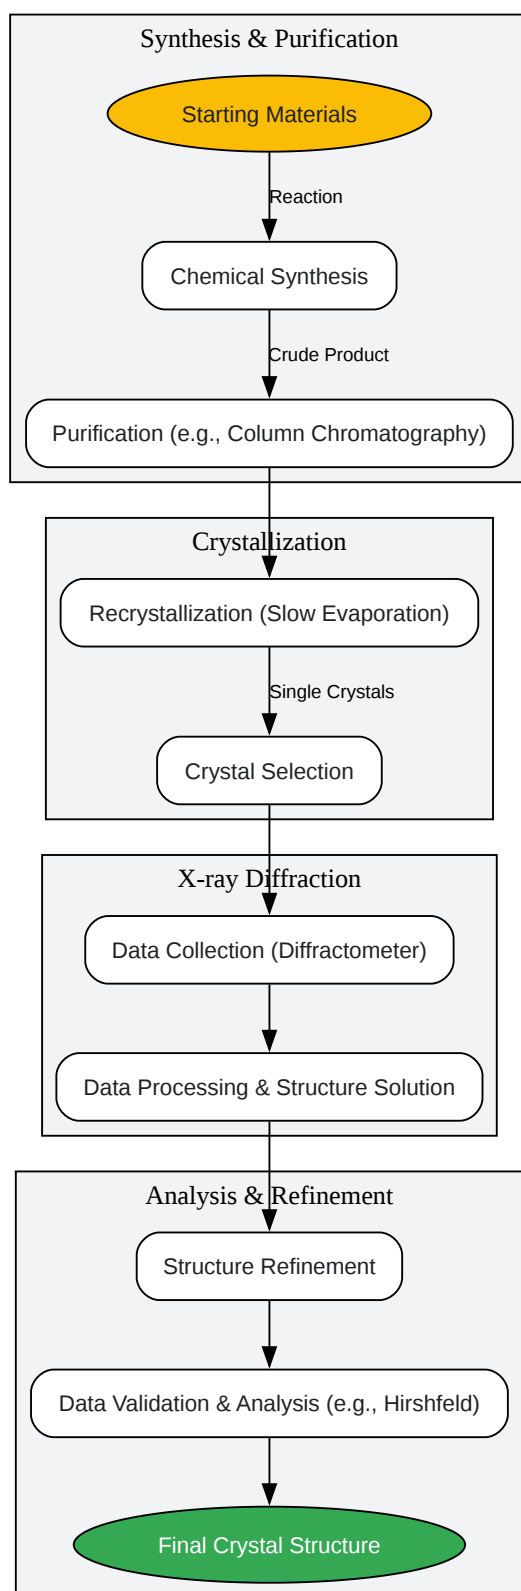 Synthesis & Purification
Starting Materials
Reaction
Chemical Synthesis
Crude Product
Purification (e.g., Column Chromatography)
Crystallization
Recrystallization (Slow Evaporation)
Single Crystals
Crystal Selection
X-ray Diffraction
Data Collection (Diffractometer)
Data Processing & Structure Solution
Analysis & Refinement
Structure Refinement
Data Validation & Analysis (e.g., Hirshfeld)
Final Crystal Structure